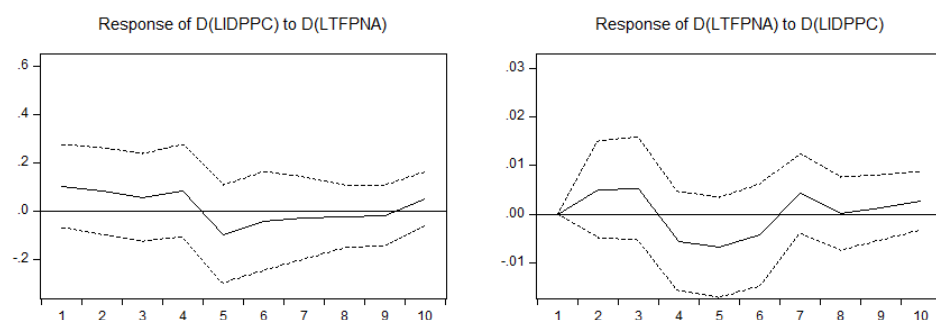 Response of D(LIDPPC) to D(LTFPNA)
.6
.4
.2
.0
-.2
1 2 3 4 5 6 7 8 9 10
Response of D(LTFPNA) to D(LIDPPC)
.03
.02
.01
.00
-.01
1 2 3 4 5 6 7 8 9 10